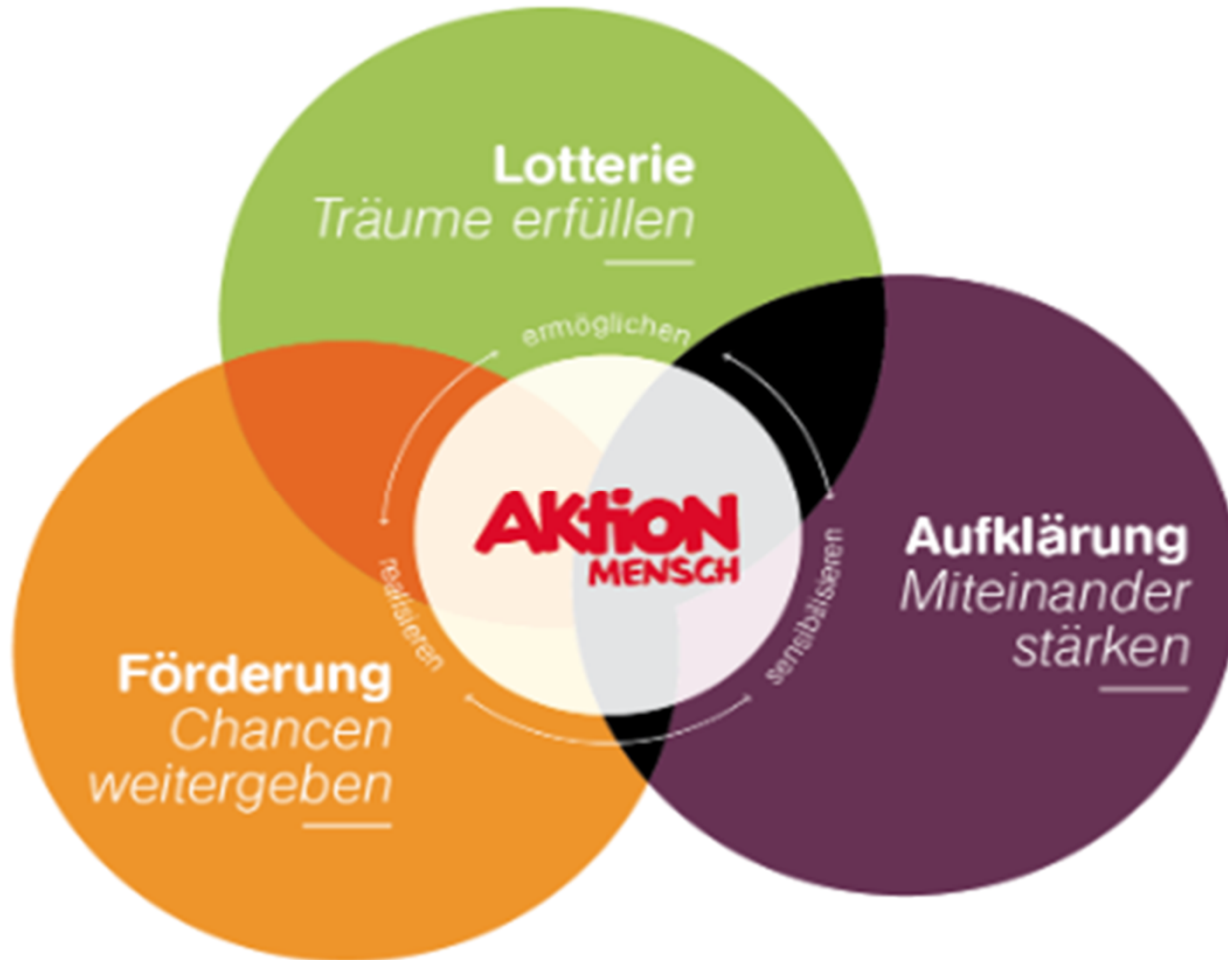 Lotterie
Träume erfüllen
ermöglichen
AKtiON
MENSCH
realisieren
sensibilisieren
Aufklärung
Miteinander
stärken
Förderung
Chancen
weitergeben